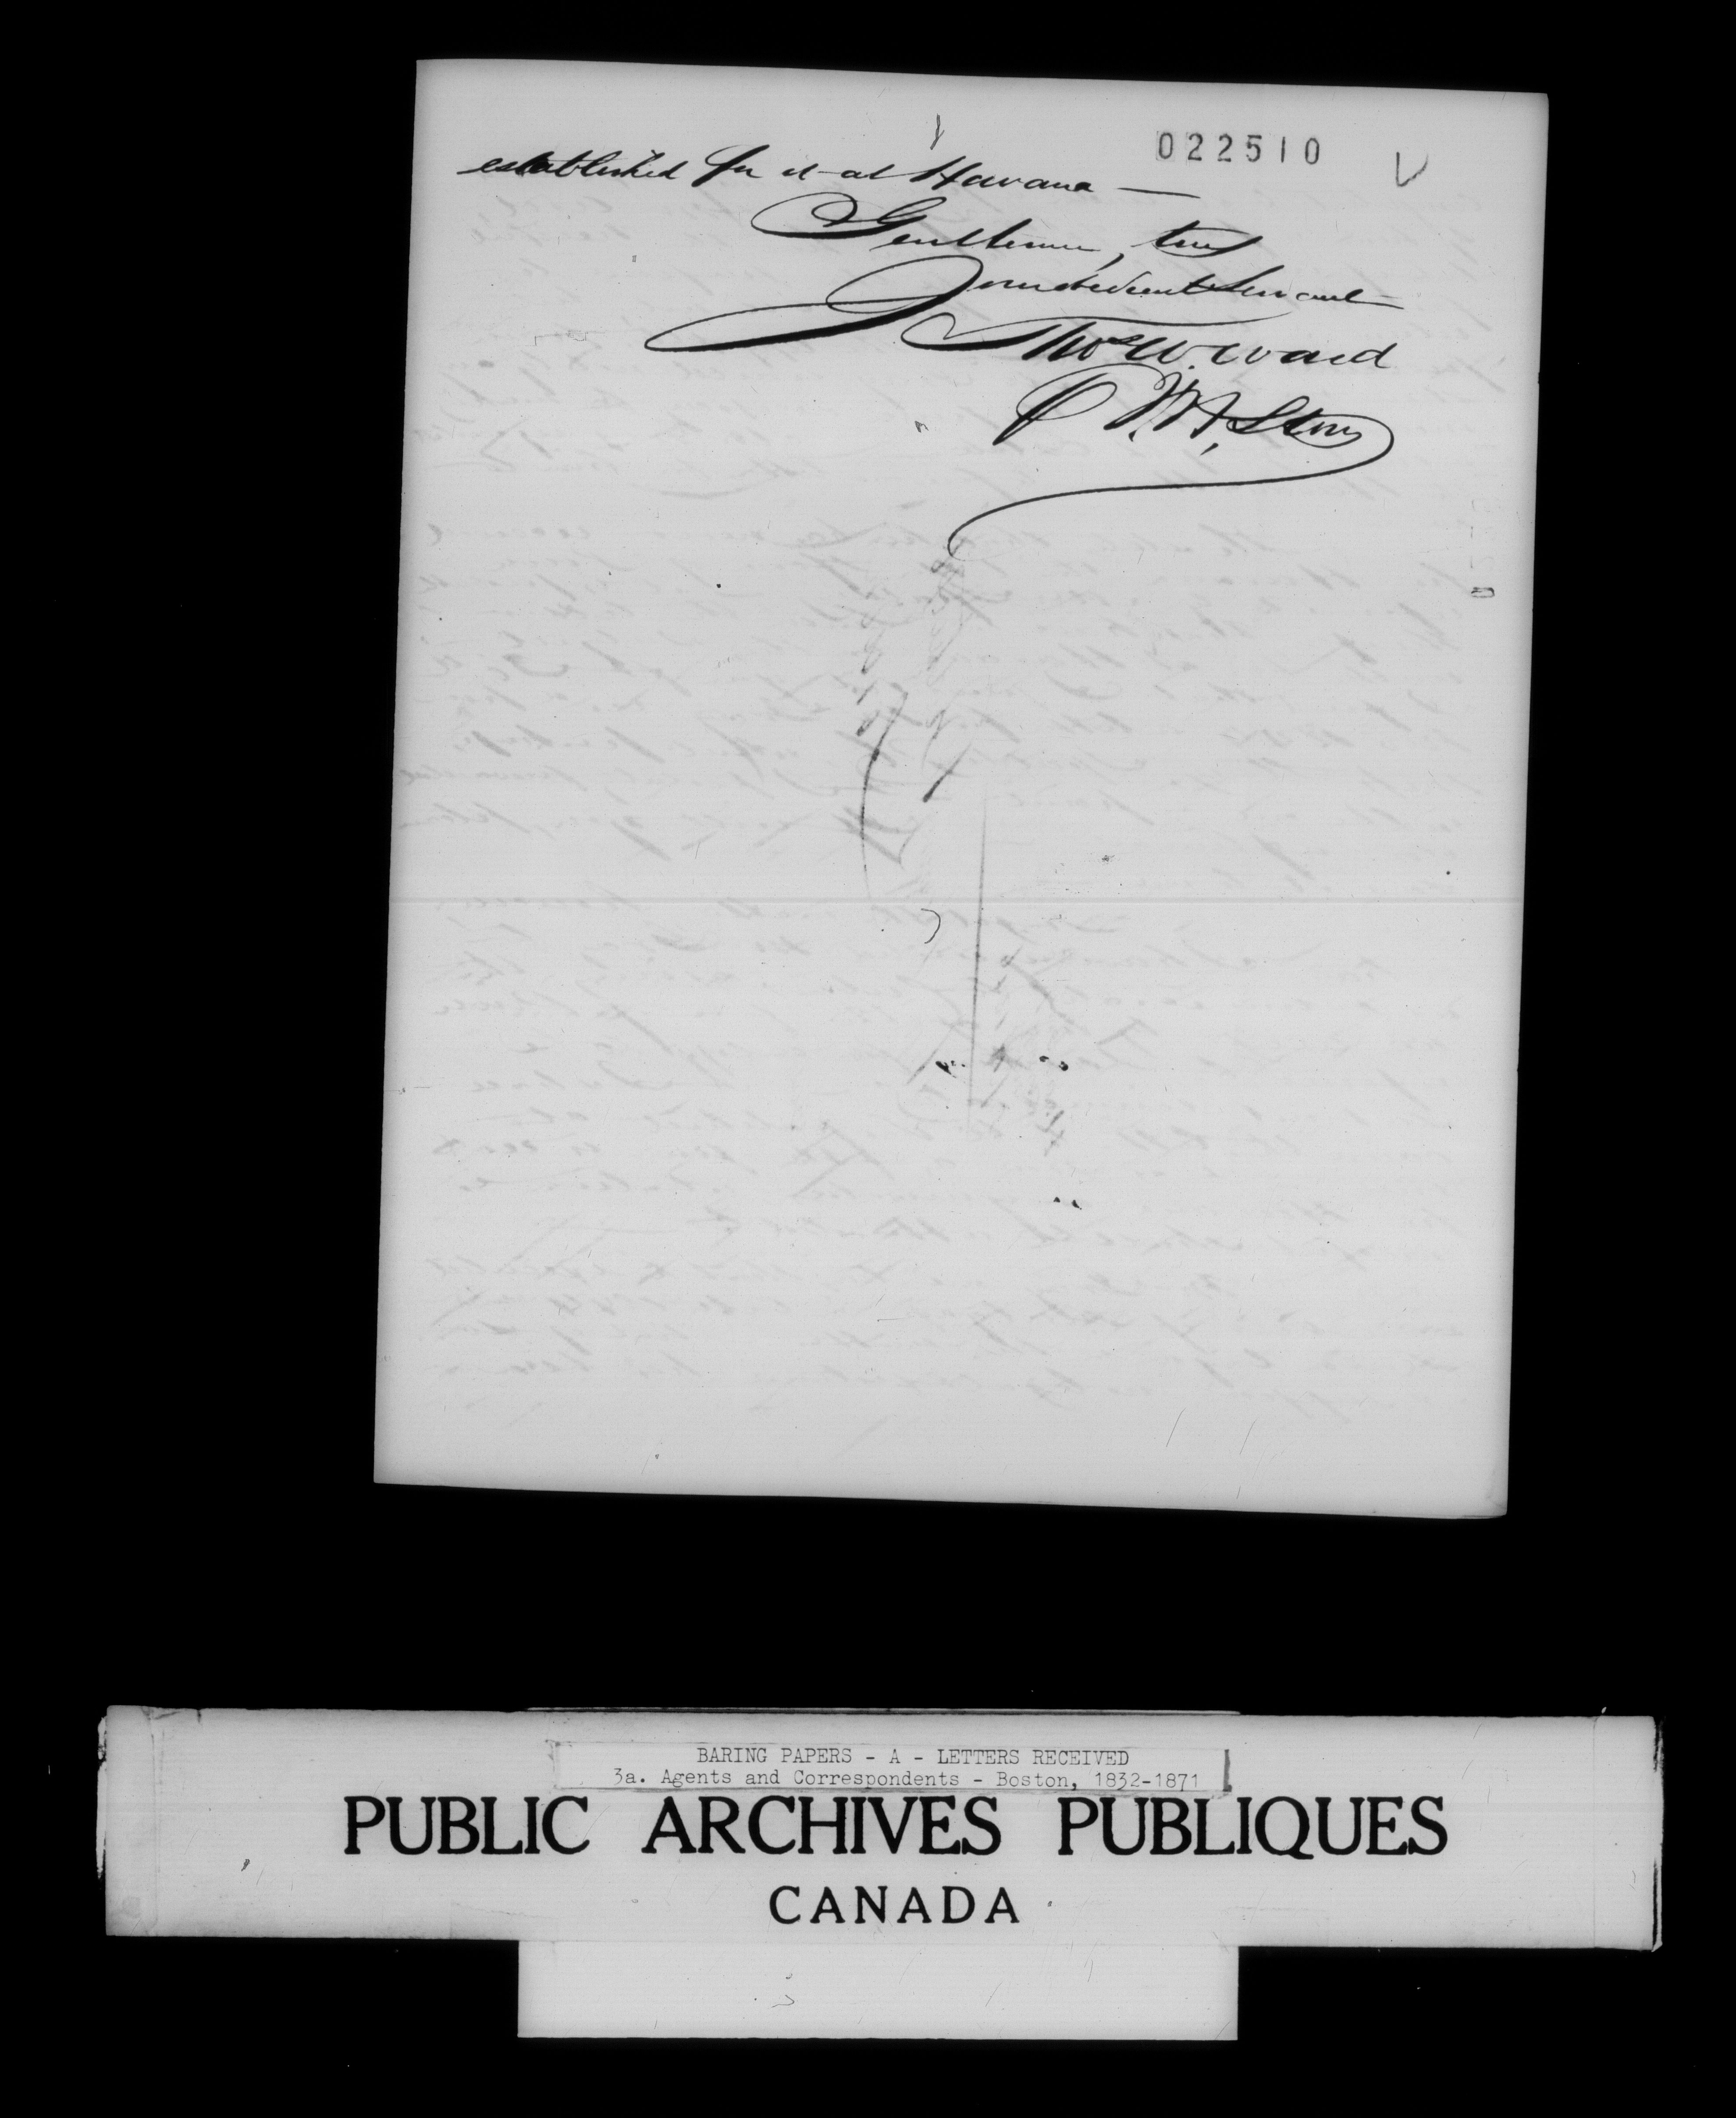 022510
established for it at Havana —
Gentlemen,
Your obedient Servant
Thos W. Ward
P
BARING PAPERS - A - LETTERS RECEIVED
3a. Agents and Correspondents - Boston, 1832-1871
PUBLIC ARCHIVES PUBLIQUES
CANADA